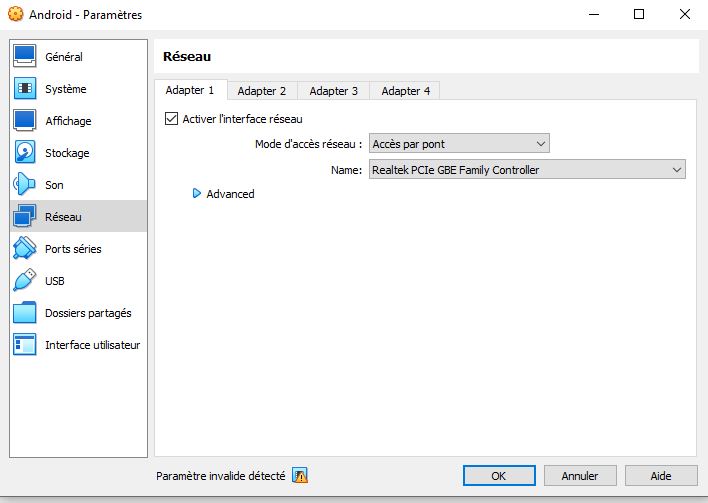 Android - Paramètres
Général
Système
Affichage
Stockage
Son
Réseau
Ports séries
USB
Dossiers partagés
Interface utilisateur
Réseau
Adapter 1 Adapter 2 Adapter 3 Adapter 4
Activer l'interface réseau
Mode d'accès réseau : Accès par pont
Name: Realtek PCIe GBE Family Controller
Advanced
Paramètre invalide détecté OK Annuler Aide